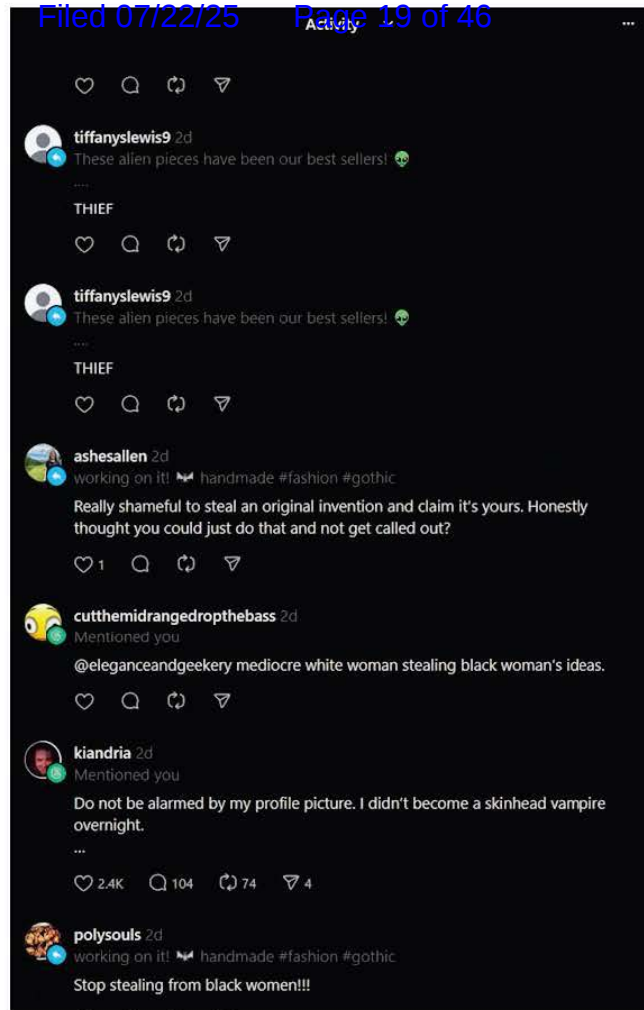 Filed 07/22/25 Page 19 of 46
Activity
tiffanyslewis9 2d
These alien pieces have been our best sellers! 👽
....
THIEF
tiffanyslewis9 2d
These alien pieces have been our best sellers! 👽
....
THIEF
ashesallen 2d
working on it! 🦇 handmade #fashion #gothic
Really shameful to steal an original invention and claim it's yours. Honestly
thought you could just do that and not get called out?
1
cutthemidrangedropthebass 2d
Mentioned you
@eleganceandgeekery mediocre white woman stealing black woman's ideas.
kiandria 2d
Mentioned you
Do not be alarmed by my profile picture. I didn't become a skinhead vampire
overnight.
...
2.4K 104 74 4
polysouls 2d
working on it! 🦇 handmade #fashion #gothic
Stop stealing from black women!!!